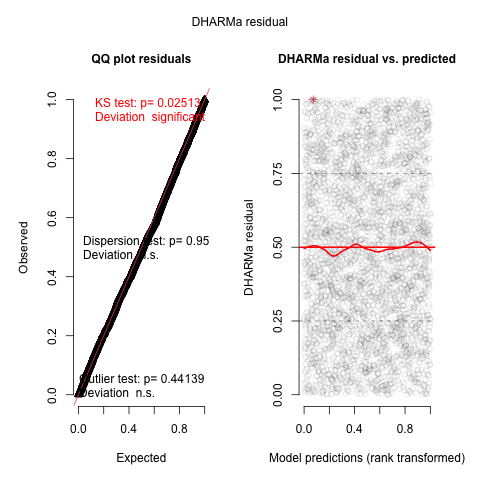 DHARMa residual
QQ plot residuals
KS test: p= 0.02513
Deviation significant
Dispersion test: p= 0.95
Deviation n.s.
Outlier test: p= 0.44139
Deviation n.s.
Observed
0.0 0.2 0.4 0.6 0.8 1.0
0.0 0.4 0.8
Expected
DHARMa residual vs. predicted
DHARMa residual
0.00 0.25 0.50 0.75 1.00
0.0 0.4 0.8
Model predictions (rank transformed)